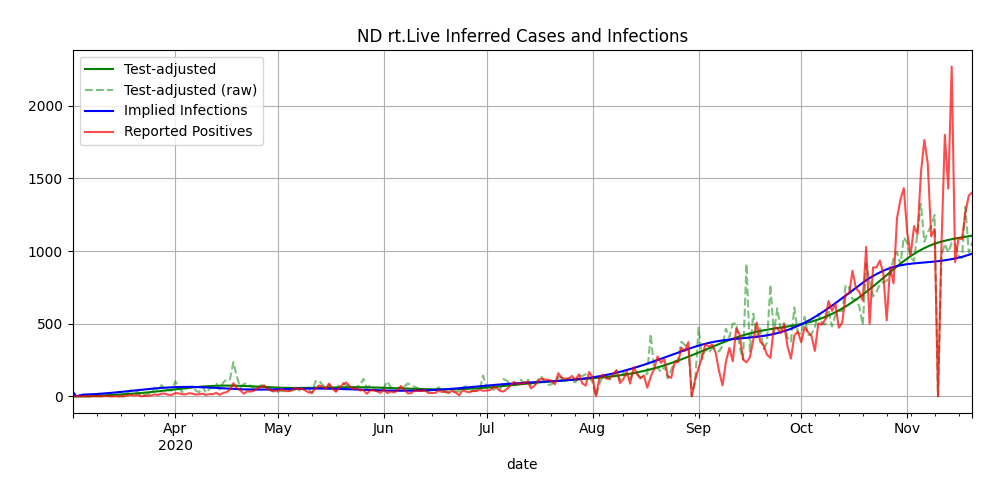 ND rt.Live Inferred Cases and Infections
Test-adjusted
Test-adjusted (raw)
Implied Infections
Reported Positives
2000
1500
1000
500
0
Apr
2020
May
Jun
Jul
Aug
Sep
Oct
Nov
date